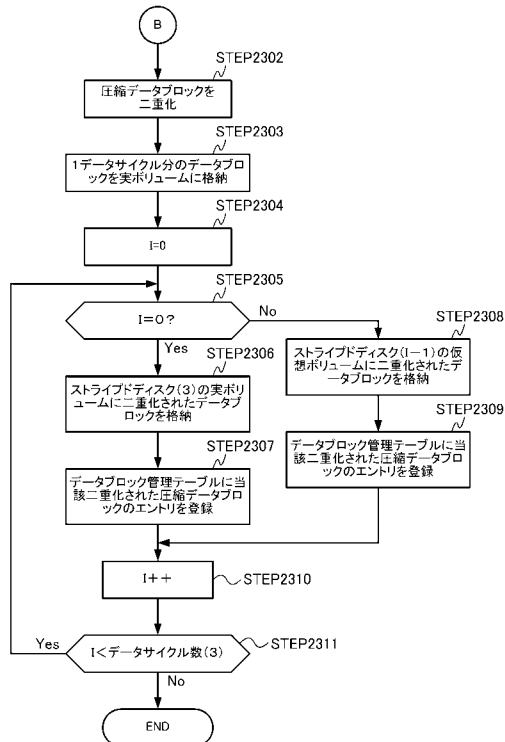 B
STEP2302
圧縮データブロックを
二重化
STEP2303
1データサイクル分のデータブロ
ックを実ボリュームに格納
STEP2304
I=0
STEP2305
I=0?
No
Yes
STEP2306
ストライプドディスク(3)の実ボリ
ュームに二重化されたデータブ
ロックを格納
STEP2307
データブロック管理テーブルに当
該二重化された圧縮データブロ
ックのエントリを登録
STEP2308
ストライプドディスク(I-1)の仮
想ボリュームに二重化されたデ
ータブロックを格納
STEP2309
データブロック管理テーブルに当
該二重化された圧縮データブロ
ックのエントリを登録
I++
STEP2310
Yes
I<データサイクル数(3)
STEP2311
No
END